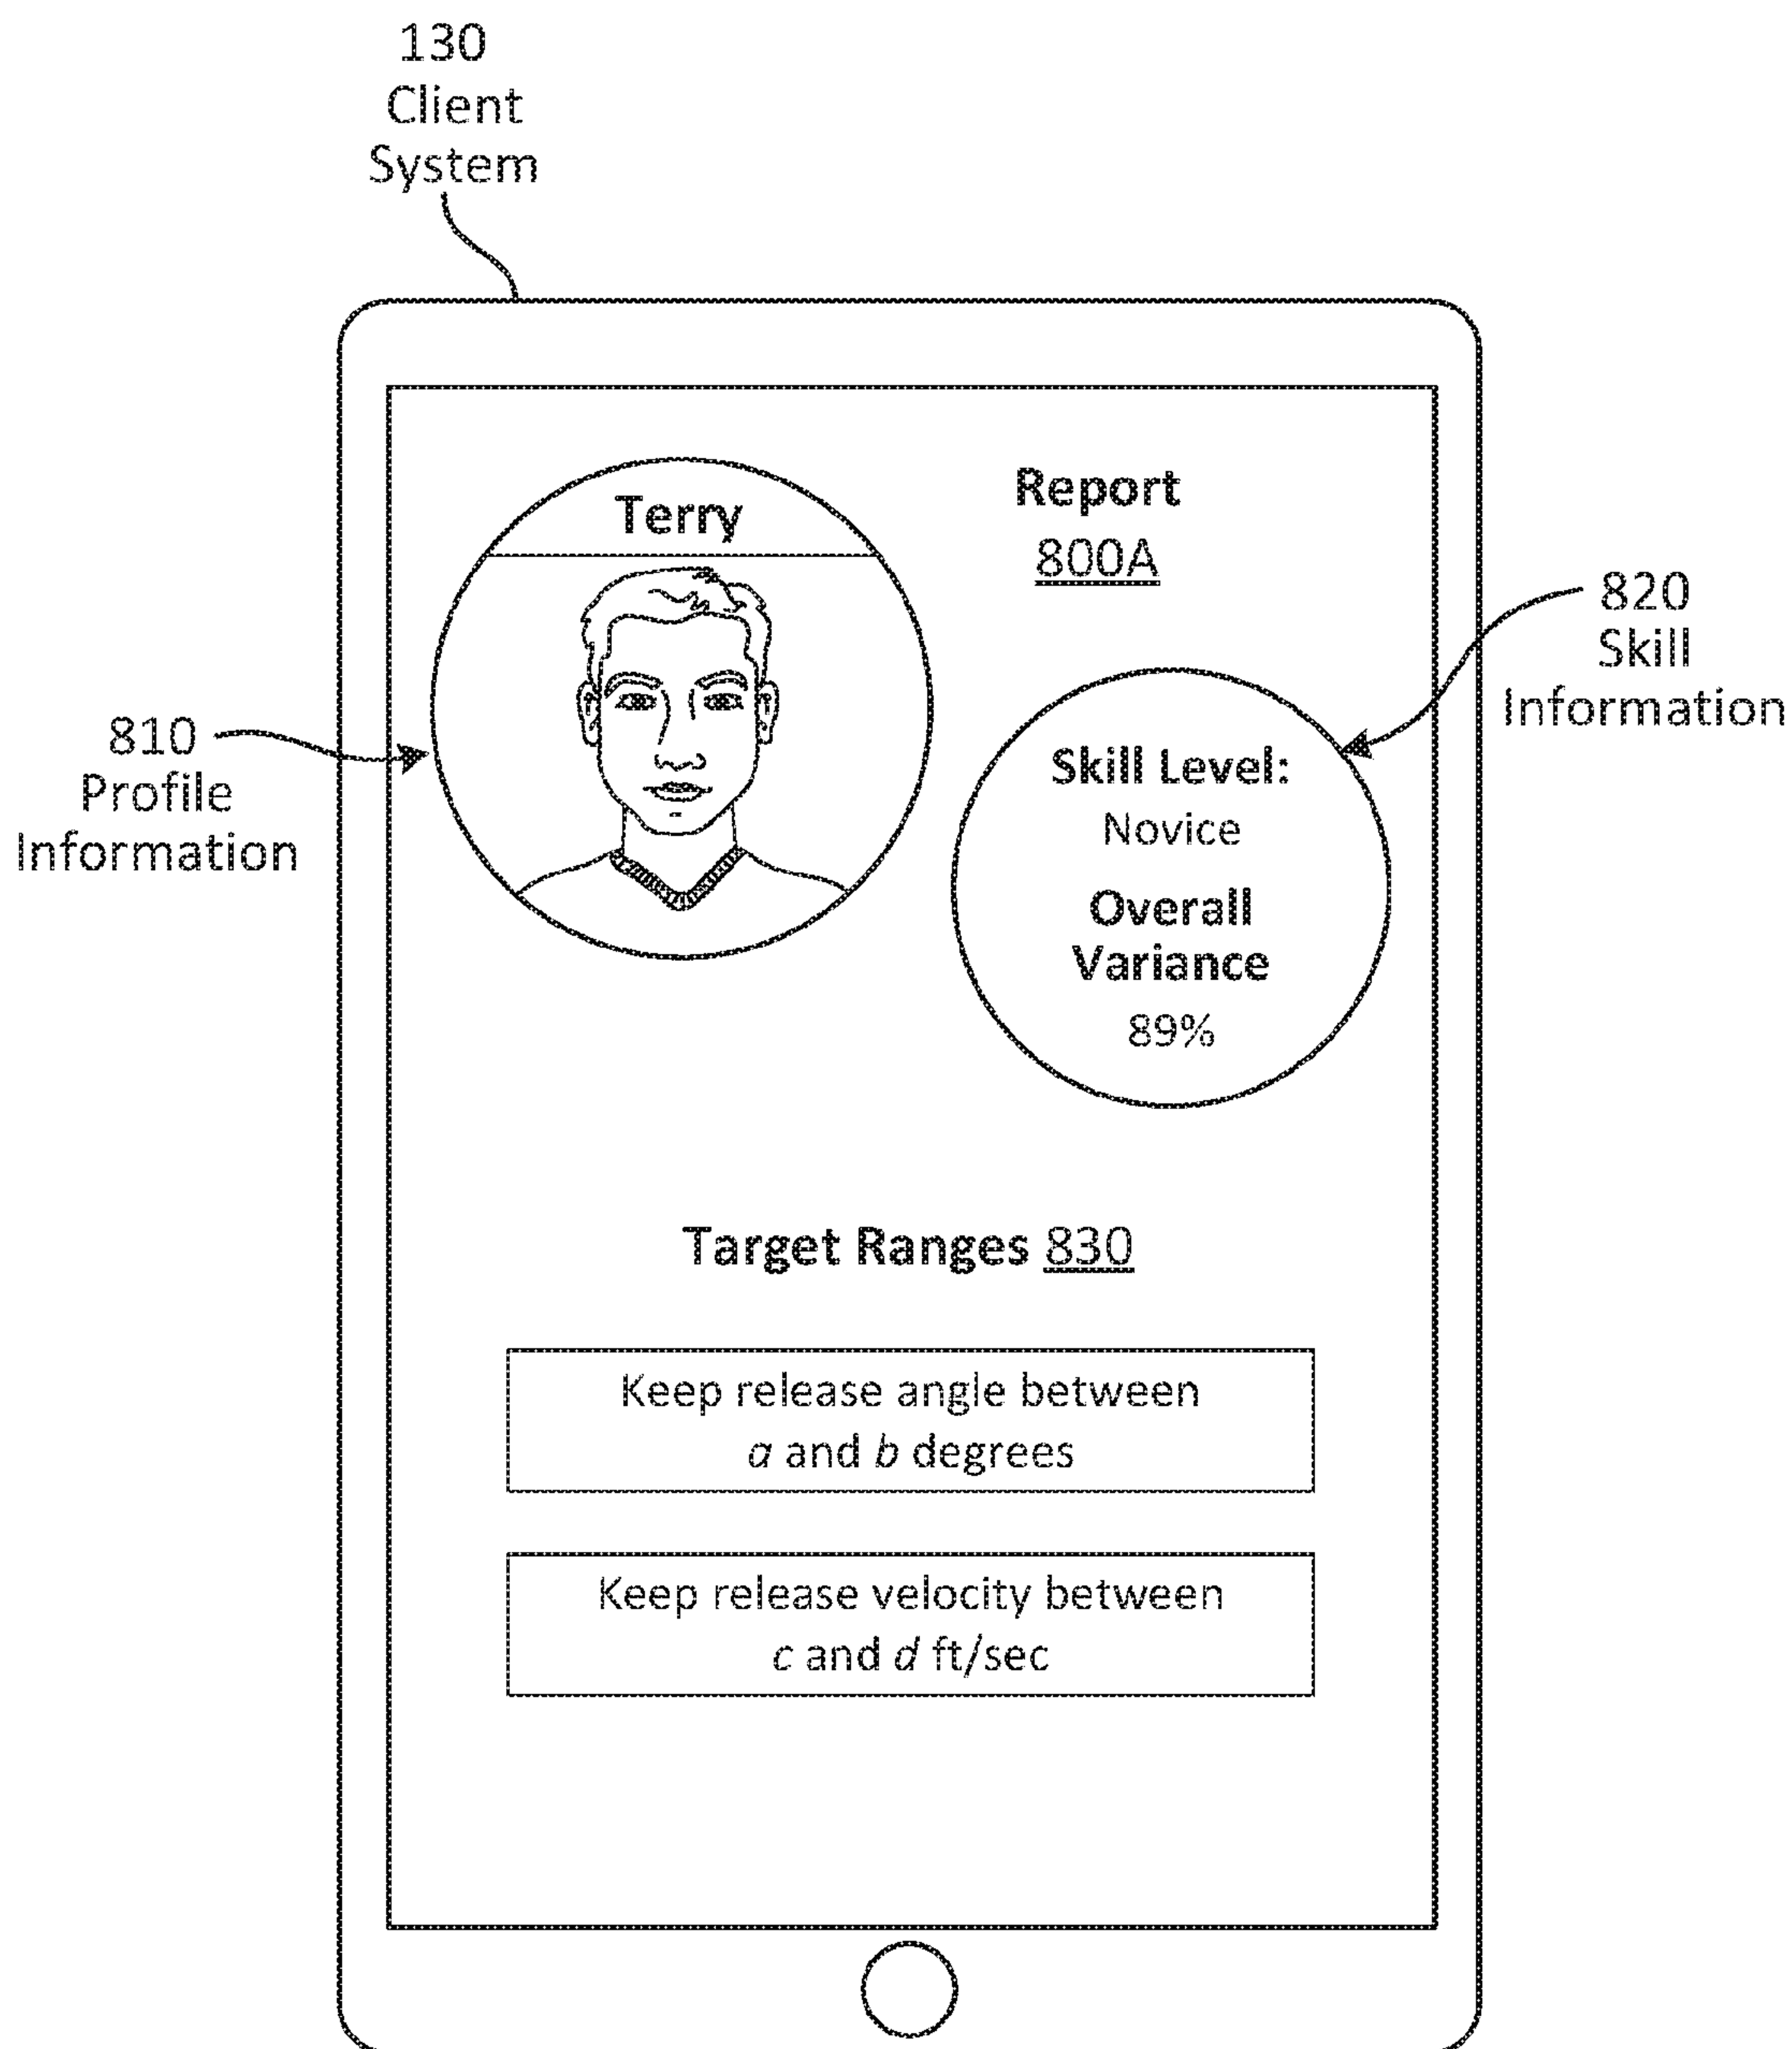 130
Client
System
Terry
Report
800A
810
Profile
Information
820
Skill
Information
Skill Level:
Novice
Overall
Variance
89%
Target Ranges 830
Keep release angle between
a and b degrees
Keep release velocity between
c and d ft/sec